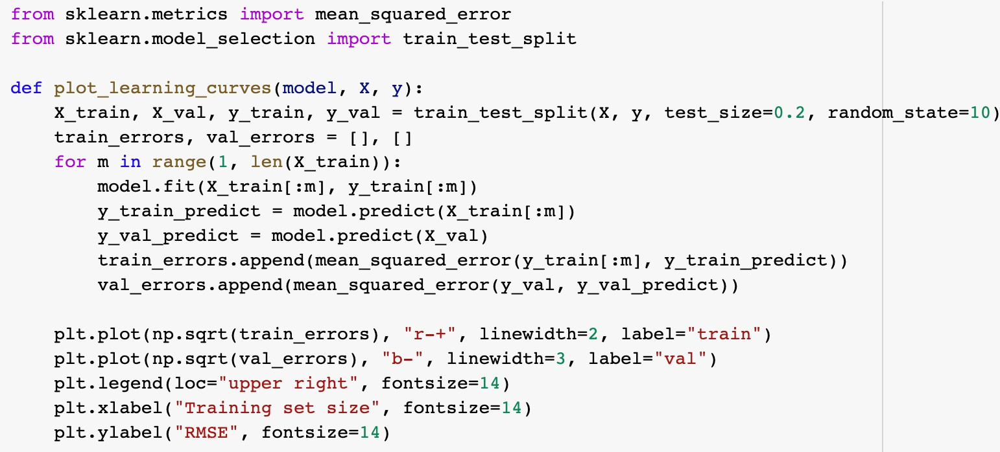 from sklearn.metrics import mean_squared_error
from sklearn.model_selection import train_test_split

def plot_learning_curves(model, X, y):
    X_train, X_val, y_train, y_val = train_test_split(X, y, test_size=0.2, random_state=10)
    train_errors, val_errors = [], []
    for m in range(1, len(X_train)):
        model.fit(X_train[:m], y_train[:m])
        y_train_predict = model.predict(X_train[:m])
        y_val_predict = model.predict(X_val)
        train_errors.append(mean_squared_error(y_train[:m], y_train_predict))
        val_errors.append(mean_squared_error(y_val, y_val_predict))

    plt.plot(np.sqrt(train_errors), "r-+", linewidth=2, label="train")
    plt.plot(np.sqrt(val_errors), "b-", linewidth=3, label="val")
    plt.legend(loc="upper right", fontsize=14)
    plt.xlabel("Training set size", fontsize=14)
    plt.ylabel("RMSE", fontsize=14)